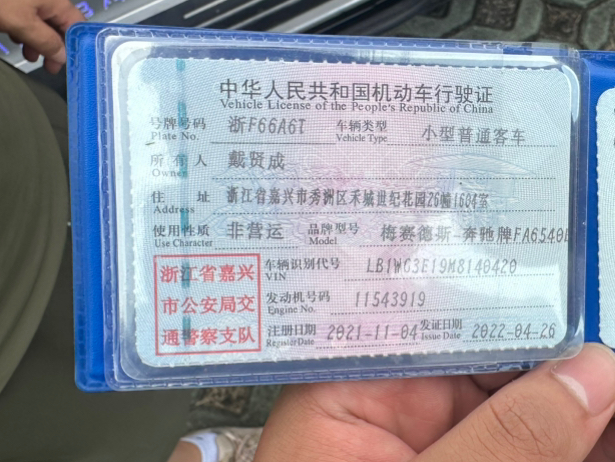 中华人民共和国机动车行驶证
Vehicle License of the People's Republic of China
号牌号码 浙F66A6T 车辆类型 小型普通客车
Plate No. Vehicle Type
所有人 戴贤成
Owner
住址 浙江省嘉兴市秀洲区禾城世纪花园26幢1604室
Address
使用性质 非营运 品牌型号 梅赛德斯-奔驰牌FA6540
Use Character Model
浙江省嘉兴
市公安局交
通警察支队
车辆识别代号 LB1WG3E19M8140420
VIN
发动机号码 11543919
Engine No.
注册日期 2021-11-04 发证日期 2022-04-26
Register Date Issue Date